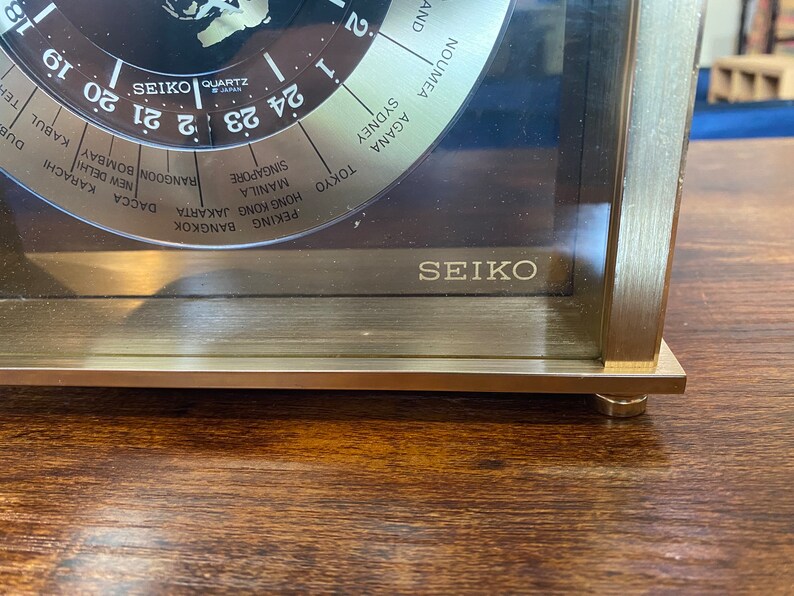 18
19
20
21
22
23
24
1
2
SEIKO
QUARTZ
JAPAN
KABUL
KARACHI
NEW DELHI
BOMBAY
DACCA
RANGOON
BANGKOK
JAKARTA
PEKING
HONG KONG
MANILA
SINGAPORE
TOKYO
AGANA
SYDNEY
NOUMEA
SEIKO